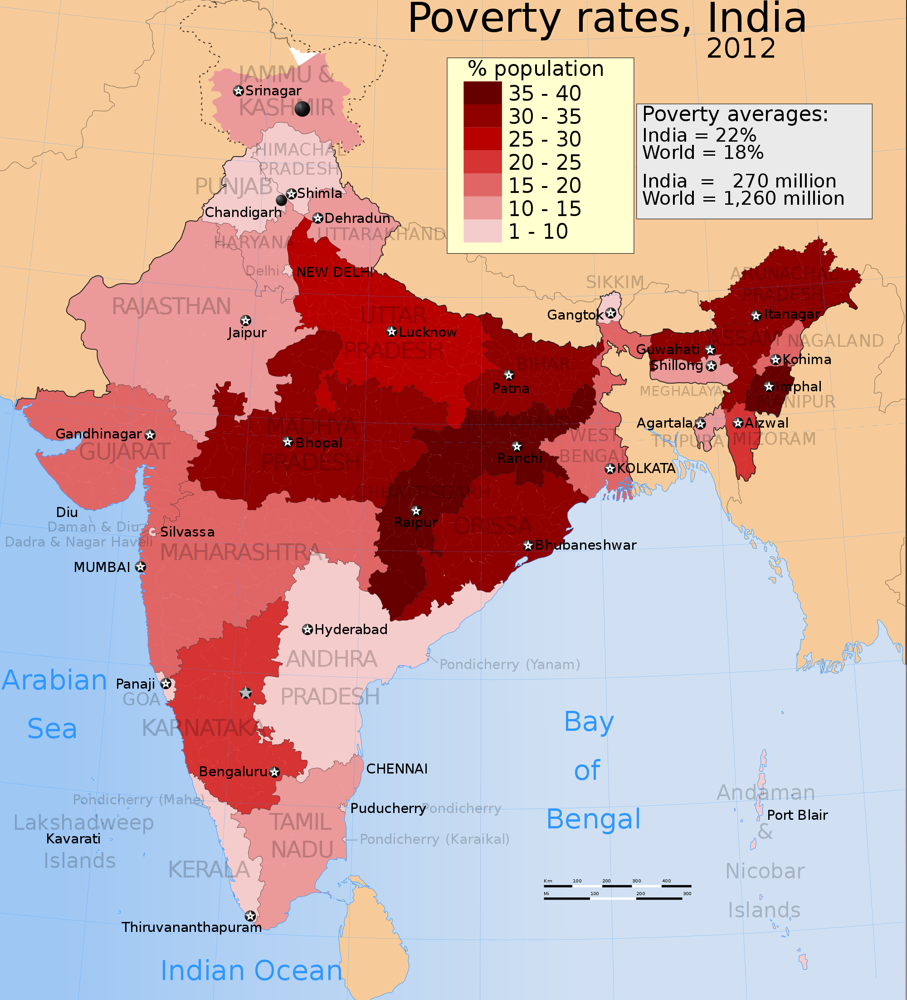 Poverty rates, India
2012
% population
35 - 40
30 - 35
25 - 30
20 - 25
15 - 20
10 - 15
1 - 10
Poverty averages:
India = 22%
World = 18%
India = 270 million
World = 1,260 million
JAMMU &
Srinagar
KASHMIR
HIMACHAL
PRADESH
PUNJAB
Shimla
Chandigarh
Dehradun
UTTARAKHAND
HARYANA
Delhi
NEW DELHI
RAJASTHAN
Jaipur
UTTAR
Lucknow
PRADESH
SIKKIM
Gangtok
ARUNACHAL
PRADESH
Itanagar
ASSAM
NAGALAND
Guwahati
Kohima
Shillong
BIHAR
Patna
MEGHALAYA
Imphal
MANIPUR
Agartala
Aizwal
TRIPURA
MIZORAM
Gandhinagar
GUJARAT
MADHYA
Bhopal
PRADESH
JHARKHAND
Ranchi
WEST
BENGAL
KOLKATA
CHHATTISGARH
Raipur
ORISSA
Bhubaneshwar
Diu
Daman & Diu
Silvassa
Dadra & Nagar Haveli
MAHARASHTRA
MUMBAI
Hyderabad
ANDHRA
PRADESH
Pondicherry (Yanam)
Arabian
Sea
Panaji
GOA
KARNATAKA
Bengaluru
CHENNAI
Bay
of
Bengal
Pondicherry (Mahe)
Puducherry
Pondicherry
Lakshadweep
Kavarati
Islands
TAMIL
NADU
Pondicherry (Karaikal)
KERALA
Thiruvananthapuram
Andaman
Port Blair
&
Nicobar
Islands
Km 100 200 300 400
Mi 100 200 300
Indian Ocean